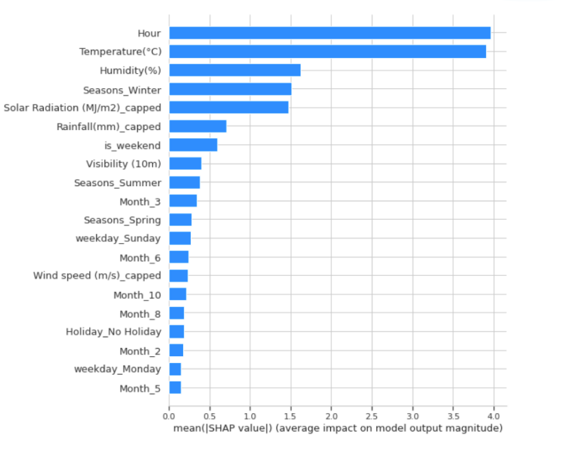 Hour
Temperature(°C)
Humidity(%)
Seasons_Winter
Solar Radiation (MJ/m2)_capped
Rainfall(mm)_capped
is_weekend
Visibility (10m)
Seasons_Summer
Month_3
Seasons_Spring
weekday_Sunday
Month_6
Wind speed (m/s)_capped
Month_10
Month_8
Holiday_No Holiday
Month_2
weekday_Monday
Month_5
0.0 0.5 1.0 1.5 2.0 2.5 3.0 3.5 4.0
mean(|SHAP value|) (average impact on model output magnitude)